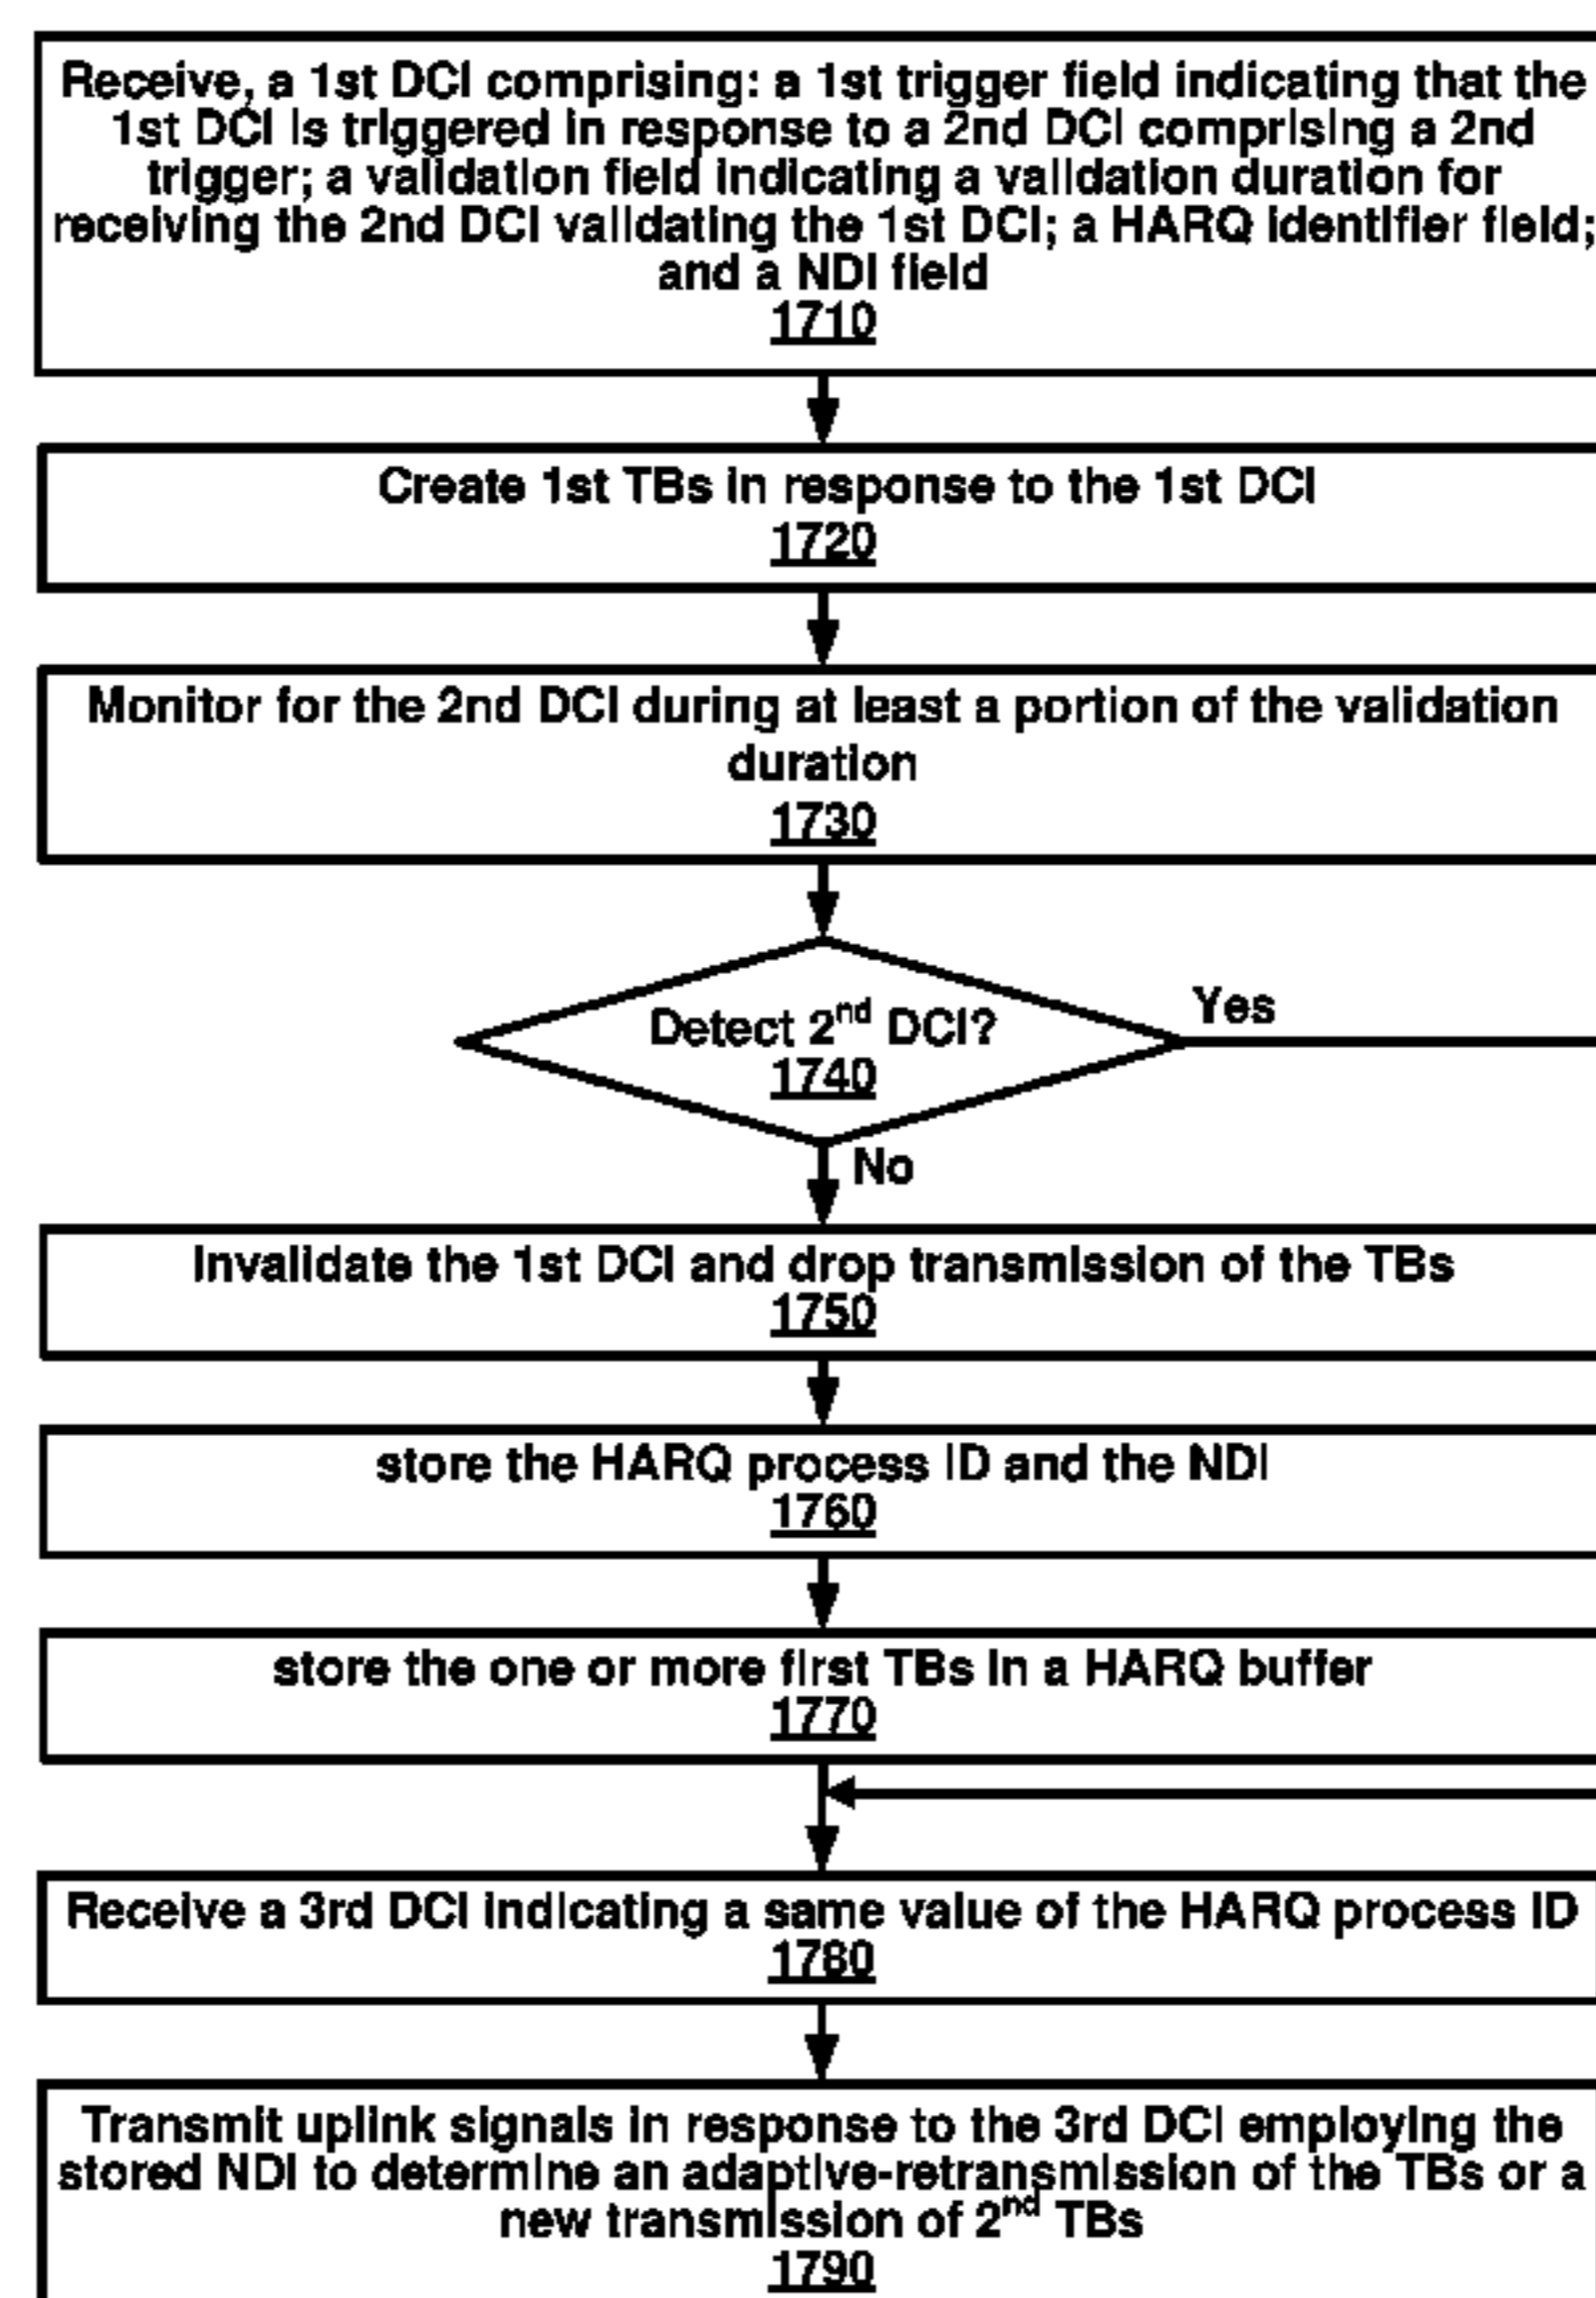 Receive, a 1st DCI comprising: a 1st trigger field indicating that the
1st DCI is triggered in response to a 2nd DCI comprising a 2nd
trigger; a validation field indicating a validation duration for
receiving the 2nd DCI validating the 1st DCI; a HARQ identifier field;
and a NDI field
1710
Create 1st TBs in response to the 1st DCI
1720
Monitor for the 2nd DCI during at least a portion of the validation
duration
1730
Detect 2nd DCI?
1740
Yes
No
Invalidate the 1st DCI and drop transmission of the TBs
1750
store the HARQ process ID and the NDI
1760
store the one or more first TBs in a HARQ buffer
1770
Receive a 3rd DCI indicating a same value of the HARQ process ID
1780
Transmit uplink signals in response to the 3rd DCI employing the
stored NDI to determine an adaptive-retransmission of the TBs or a
new transmission of 2nd TBs
1790